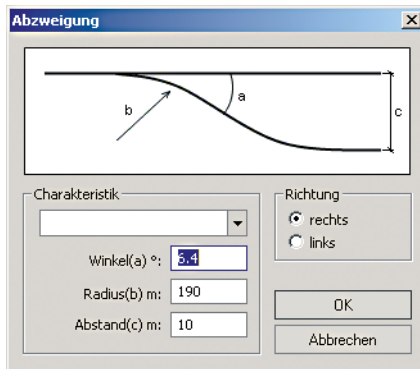 Abzweigung
a
b
c
Charakteristik
Winkel(a) °: 6.4
Radius(b) m: 190
Abstand(c) m: 10
Richtung
rechts
links
OK
Abbrechen